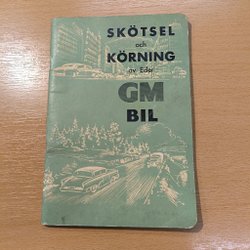 SKÖTSEL
och
KÖRNING
av Eder
GM
BIL